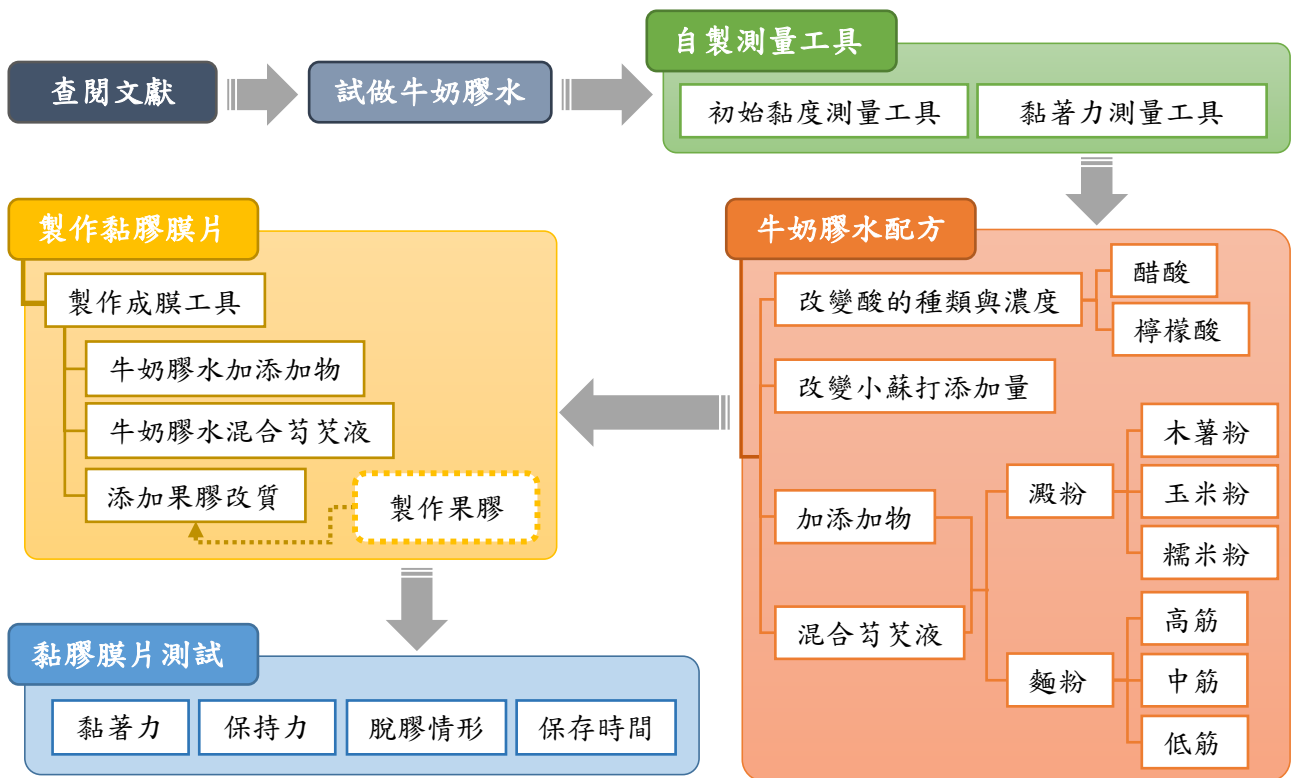 查閱文獻
試做牛奶膠水
自製測量工具
初始黏度測量工具
黏著力測量工具
牛奶膠水配方
改變酸的種類與濃度
醋酸
檸檬酸
改變小蘇打添加量
加添加物
混合芶芡液
澱粉
木薯粉
玉米粉
糯米粉
麵粉
高筋
中筋
低筋
製作黏膠膜片
製作成膜工具
牛奶膠水加添加物
牛奶膠水混合芶芡液
添加果膠改質
製作果膠
黏膠膜片測試
黏著力
保持力
脫膠情形
保存時間